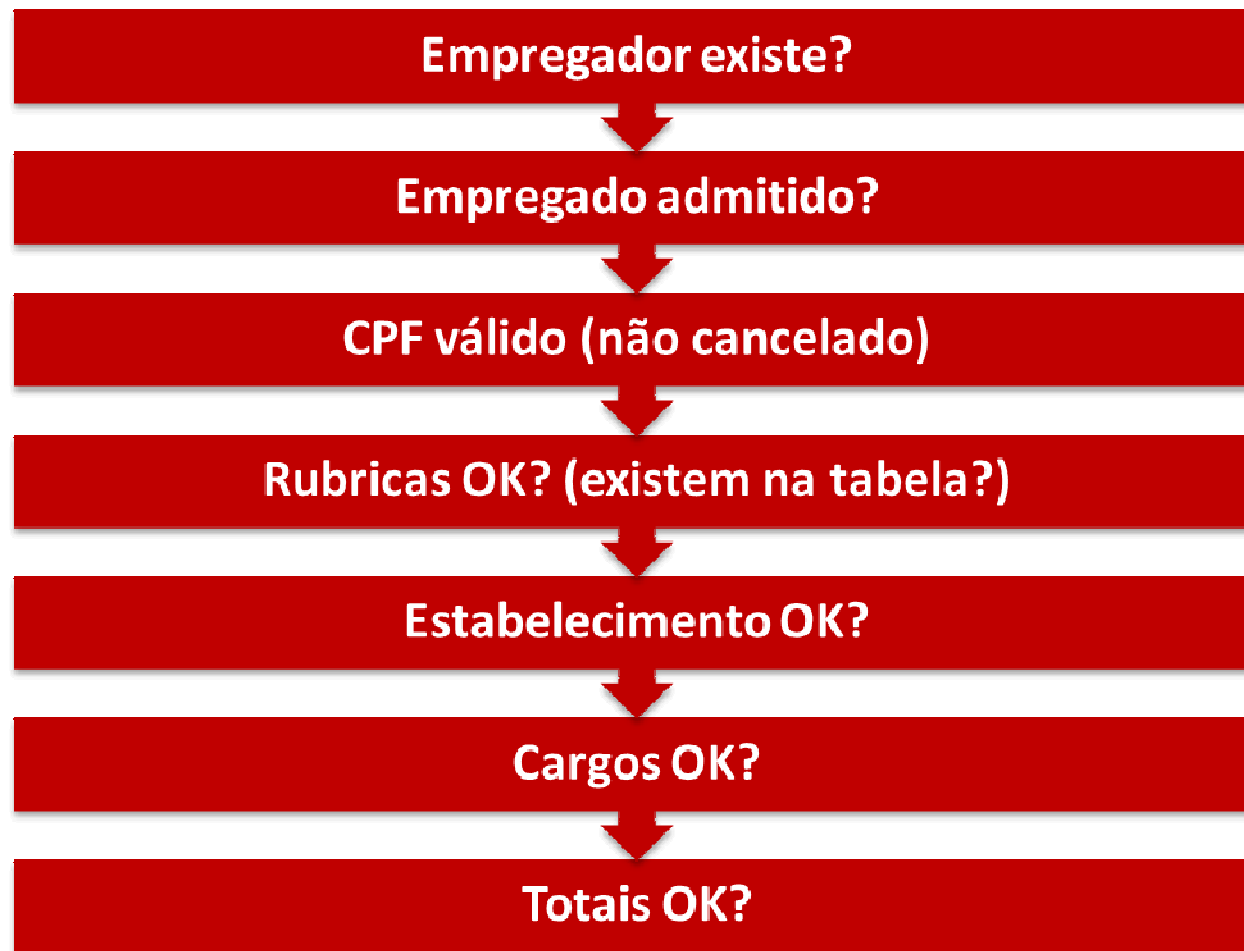 Empregador existe?
Empregado admitido?
CPF válido (não cancelado)
Rubricas OK? (existem na tabela?)
Estabelecimento OK?
Cargos OK?
Totais OK?